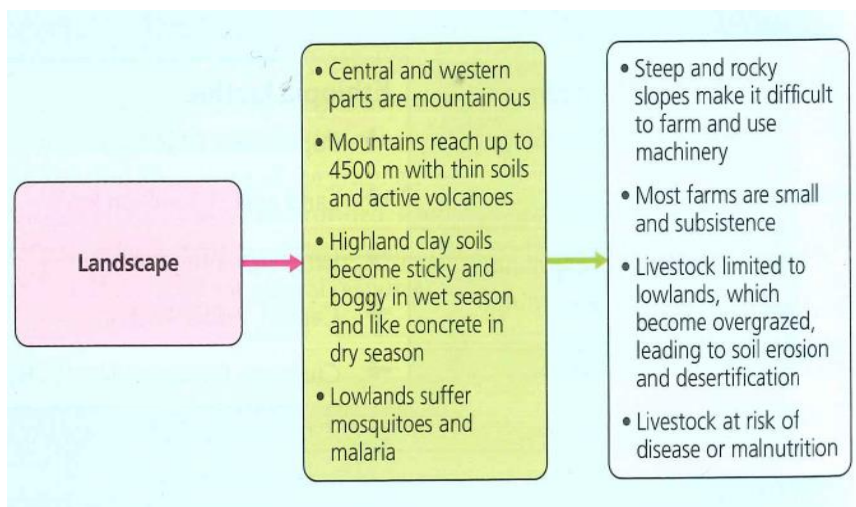 Landscape
• Central and western
parts are mountainous
• Mountains reach up to
4500 m with thin soils
and active volcanoes
• Highland clay soils
become sticky and
boggy in wet season
and like concrete in
dry season
• Lowlands suffer
mosquitoes and
malaria
• Steep and rocky
slopes make it difficult
to farm and use
machinery
• Most farms are small
and subsistence
• Livestock limited to
lowlands, which
become overgrazed,
leading to soil erosion
and desertification
• Livestock at risk of
disease or malnutrition